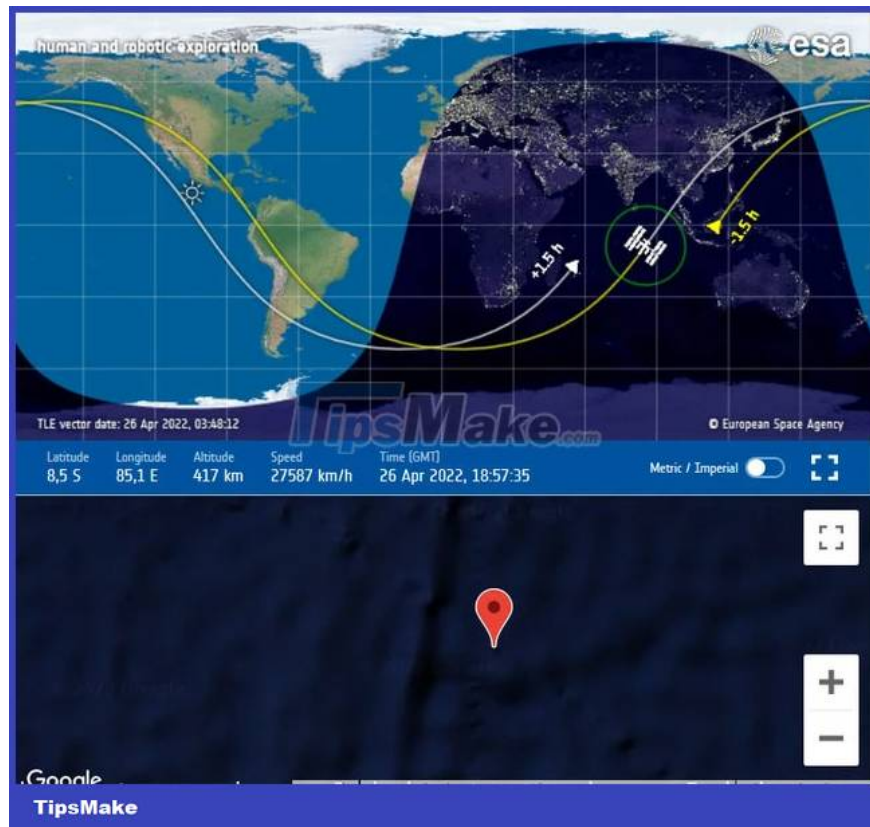 human and robotic exploration
esa
+1.5 h
-1.5 h
TLE vector date: 26 Apr 2022, 03:48:12
TipsMake.com
© European Space Agency
Latitude Longitude Altitude Speed Time (GMT)
8,5 S 85,1 E 417 km 27587 km/h 26 Apr 2022, 18:57:35
Metric / Imperial
Google
TipsMake